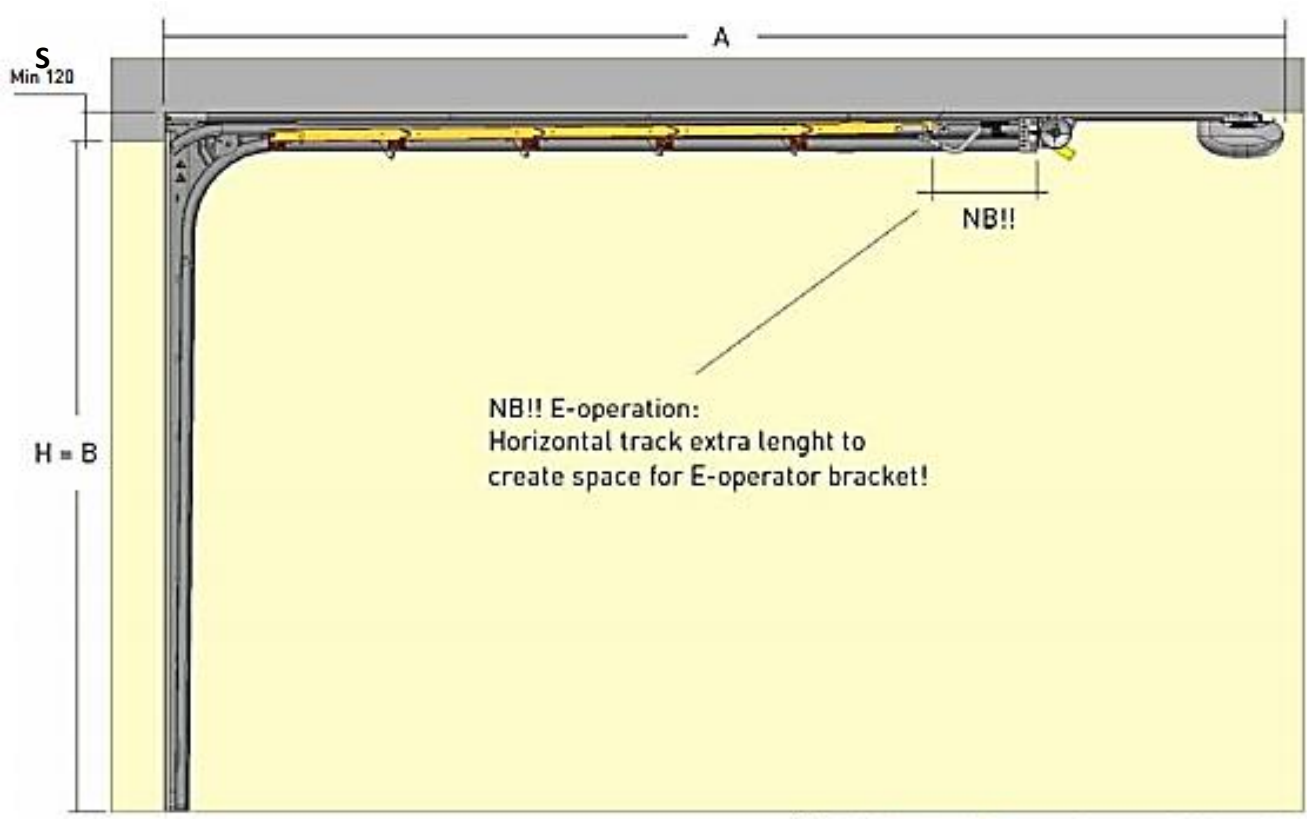 A
S
Min 120
NB!!
NB!! E-operation:
Horizontal track extra lenght to
create space for E-operator bracket!
H = B